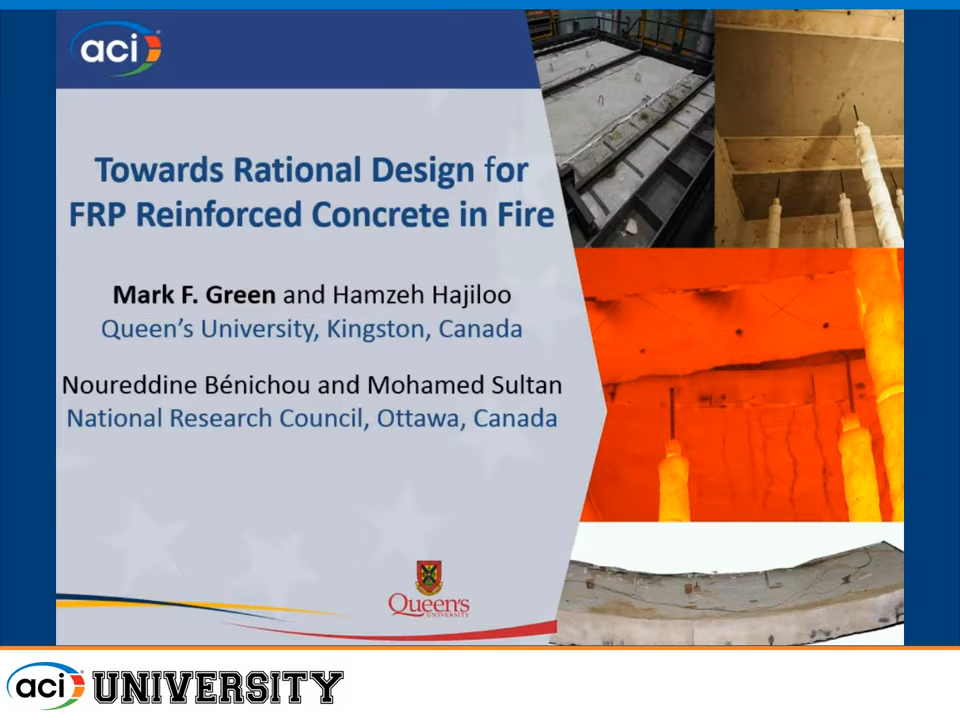 aci
Towards Rational Design for
FRP Reinforced Concrete in Fire
Mark F. Green and Hamzeh Hajiloo
Queen's University, Kingston, Canada
Noureddine Bénichou and Mohamed Sultan
National Research Council, Ottawa, Canada
Queen's
UNIVERSITY
aci UNIVERSITY